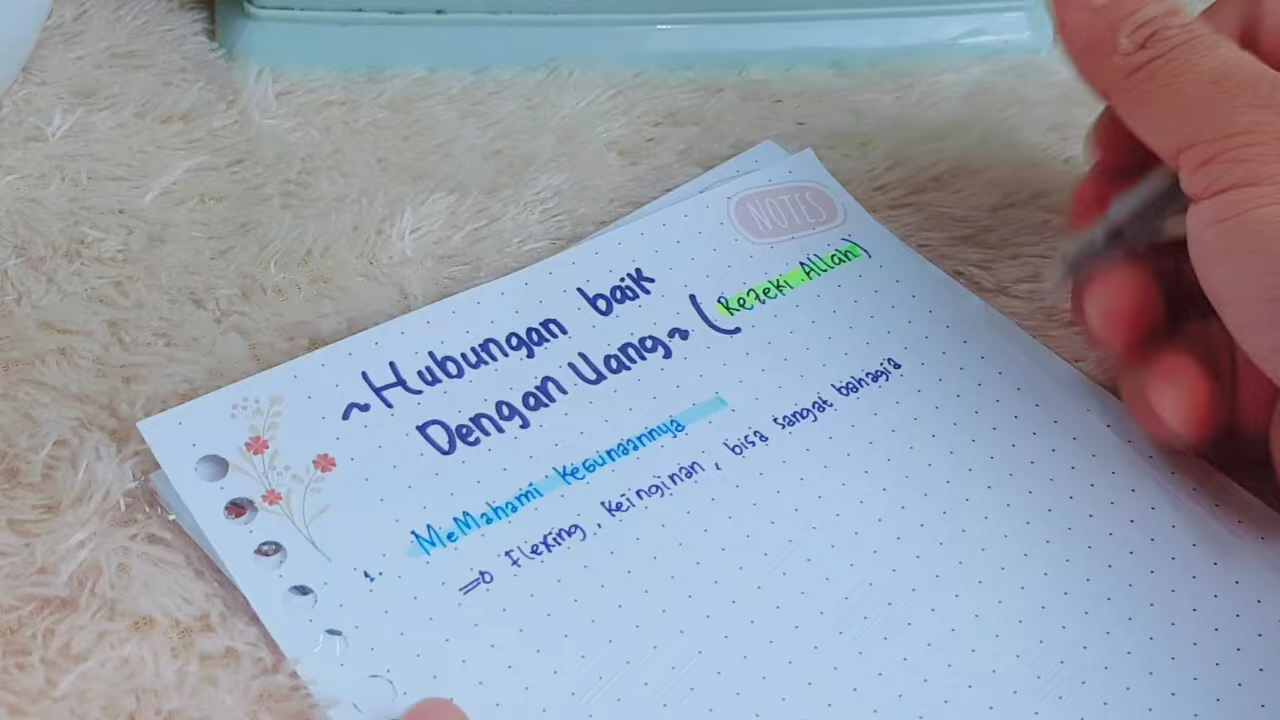 NOTES
~Hubungan baik
Dengan Uang~ (Rezeki Allah)
1. Memahami Kegunaannya
=> flexing, keinginan, bisa sangat bahagia